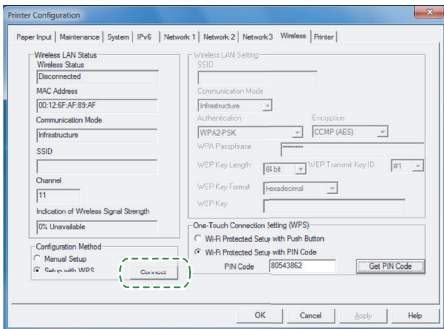 Printer Configuration
Paper Input
Maintenance
System
IPv6
Network 1
Network 2
Network3
Wireless
Printer
Wireless LAN Status
Wireless Status
Disconnected
MAC Address
00:12:6F:AF:89:AF
Communication Mode
Infrastructure
SSID
Channel
11
Indication of Wireless Signal Strength
0% Unavailable
Configuration Method
Manual Setup
Setup with WPS
Connect
Wireless LAN Setting
SSID
Communication Mode
Infrastructure
Authentication
Encryption
WPA2-PSK
CCMP (AES)
WPA Passphrase
WEP Key Length
64 bit
WEP Transmit Key ID
#1
WEP Key Format
Hexadecimal
WEP Key
One-Touch Connection Setting (WPS)
Wi-Fi Protected Setup with Push Button
Wi-Fi Protected Setup with PIN Code
PIN Code
80543862
Get PIN Code
OK
Cancel
Apply
Help